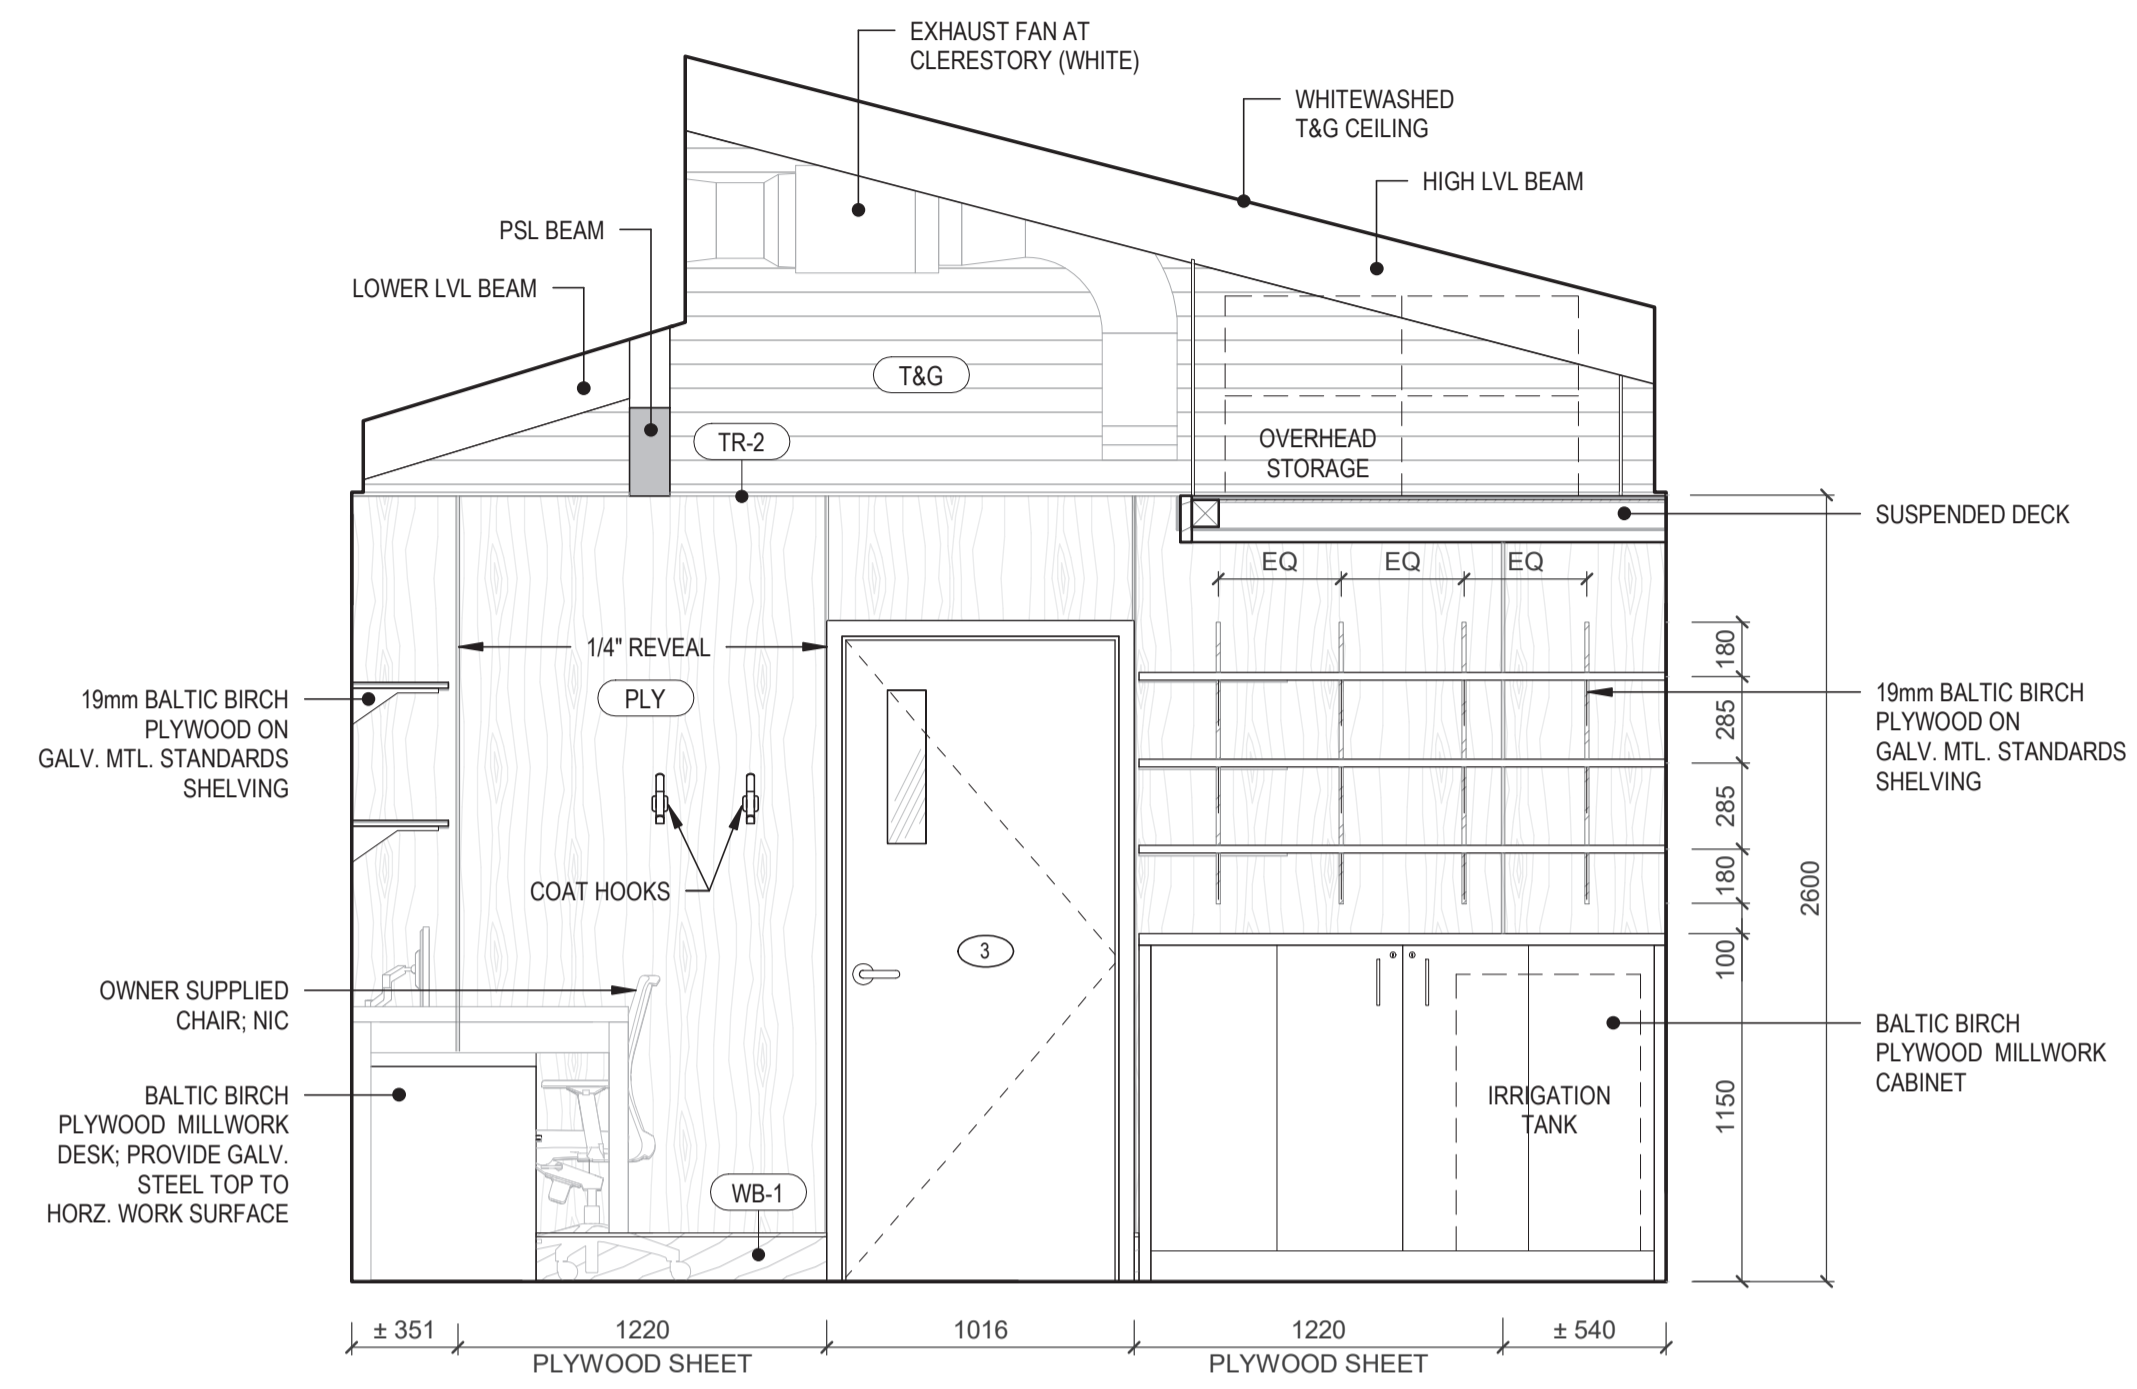 EXHAUST FAN AT
CLERESTORY (WHITE)
WHITEWASHED
T&G CEILING
HIGH LVL BEAM
PSL BEAM
LOWER LVL BEAM
T&G
TR-2
OVERHEAD
STORAGE
SUSPENDED DECK
EQ EQ EQ
1/4" REVEAL
PLY
19mm BALTIC BIRCH
PLYWOOD ON
GALV. MTL. STANDARDS
SHELVING
19mm BALTIC BIRCH
PLYWOOD ON
GALV. MTL. STANDARDS
SHELVING
180
285
285
180
100
1150
2600
COAT HOOKS
3
OWNER SUPPLIED
CHAIR; NIC
BALTIC BIRCH
PLYWOOD MILLWORK
CABINET
BALTIC BIRCH
PLYWOOD MILLWORK
DESK; PROVIDE GALV.
STEEL TOP TO
HORZ. WORK SURFACE
IRRIGATION
TANK
WB-1
± 351 1220 1016 1220 ± 540
PLYWOOD SHEET PLYWOOD SHEET